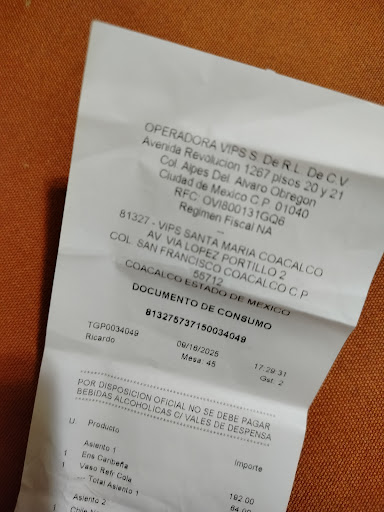 OPERADORA VIPS S. De R.L. De C.V
Avenida Revolucion 1267 pisos 20 y 21
Col. Alpes Del. Alvaro Obregon
Ciudad de Mexico C.P. 01040
RFC: OVI800131GQ6
Regimen Fiscal NA
--
81327 - VIPS SANTA MARIA COACALCO
AV. VIA LOPEZ PORTILLO 2
COL. SAN FRANCISCO COACALCO C.P.
55712
COACALCO ESTADO DE MEXICO
DOCUMENTO DE CONSUMO
813275737150034049
TGP0034049 09/16/2025 17:29:31
Ricardo Mesa: 45 Gst: 2
POR DISPOSICION OFICIAL NO SE DEBE PAGAR
BEBIDAS ALCOHOLICAS C/ VALES DE DESPENSA
U Producto Importe
Asiento 1
1 Ens Caribeña 192.00
1 Vaso Refr Cola 64.00
--- Total Asiento 1
Asiento 2